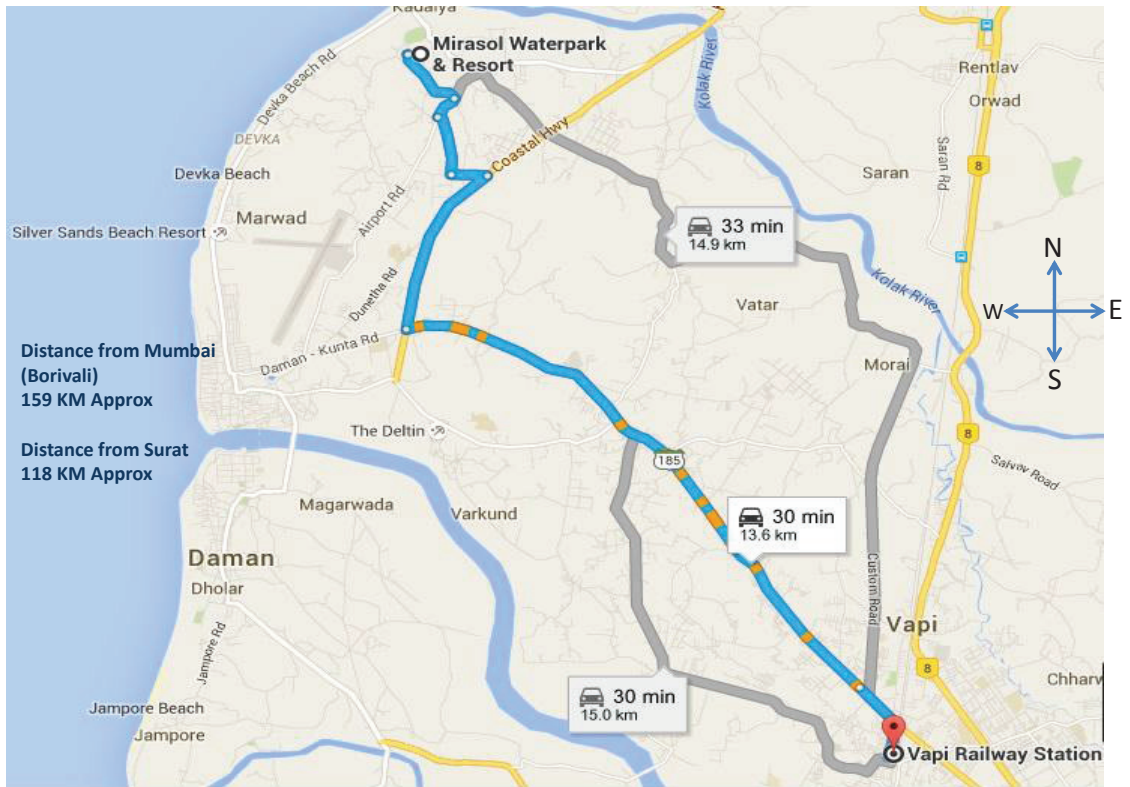 Kadaiya
Mirasol Waterpark
& Resort
Rentlav
Orwad
Kolak River
Devka Beach Rd
DEVKA
Coastal Hwy
8
Saran Rd
Devka Beach
Saran
Airport Rd
Marwad
33 min
14.9 km
Silver Sands Beach Resort
N
Kolak River
W
E
Dunetha Rd
Vatar
S
Distance from Mumbai
(Borivali)
159 KM Approx
Daman - Kunta Rd
Morai
The Deltin
8
Distance from Surat
118 KM Approx
185
Salvav Road
Magarwada
Varkund
30 min
13.6 km
Daman
Dholar
Custom Road
Vapi
Jampore Rd
8
Chharw
30 min
15.0 km
Jampore Beach
Jampore
Vapi Railway Station